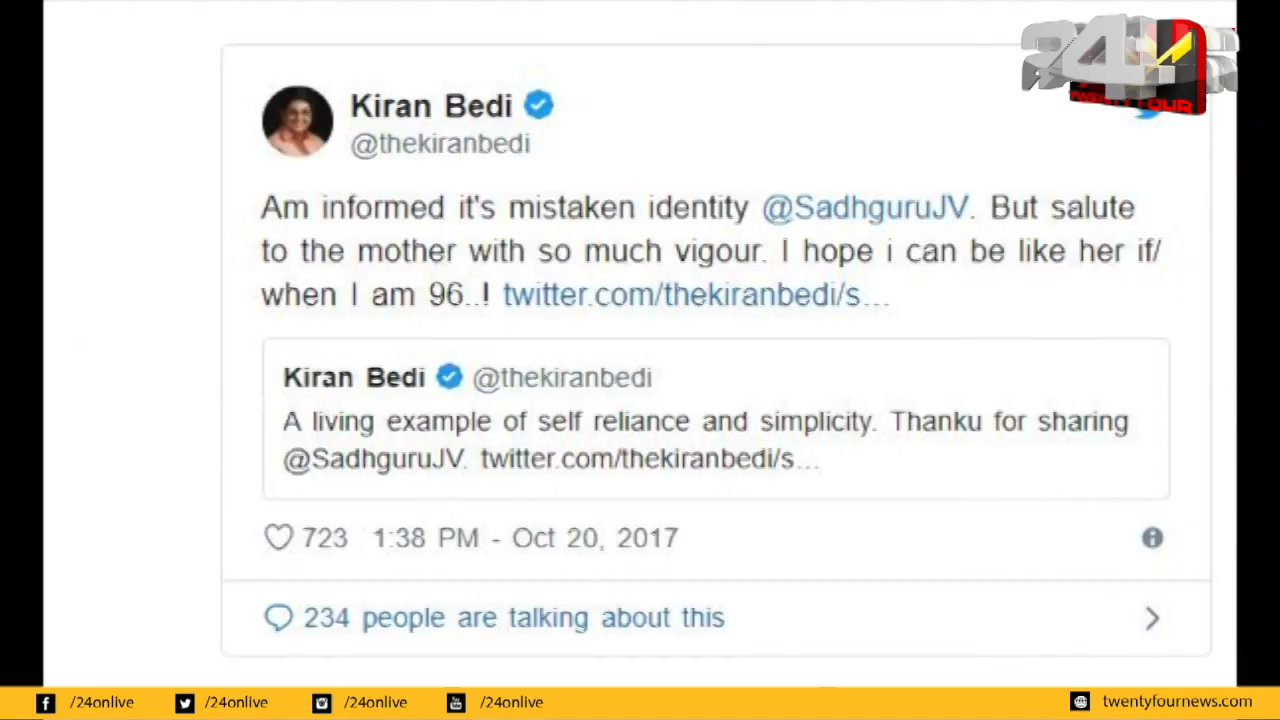 24
TWENTY FOUR
Kiran Bedi
@thekiranbedi
Am informed it's mistaken identity @SadhguruJV. But salute
to the mother with so much vigour. I hope i can be like her if/
when I am 96..! twitter.com/thekiranbedi/s...
Kiran Bedi @thekiranbedi
A living example of self reliance and simplicity. Thanku for sharing
@SadhguruJV. twitter.com/thekiranbedi/s...
723 1:38 PM - Oct 20, 2017
234 people are talking about this
/24onlive /24onlive /24onlive /24onlive twentyfournews.com